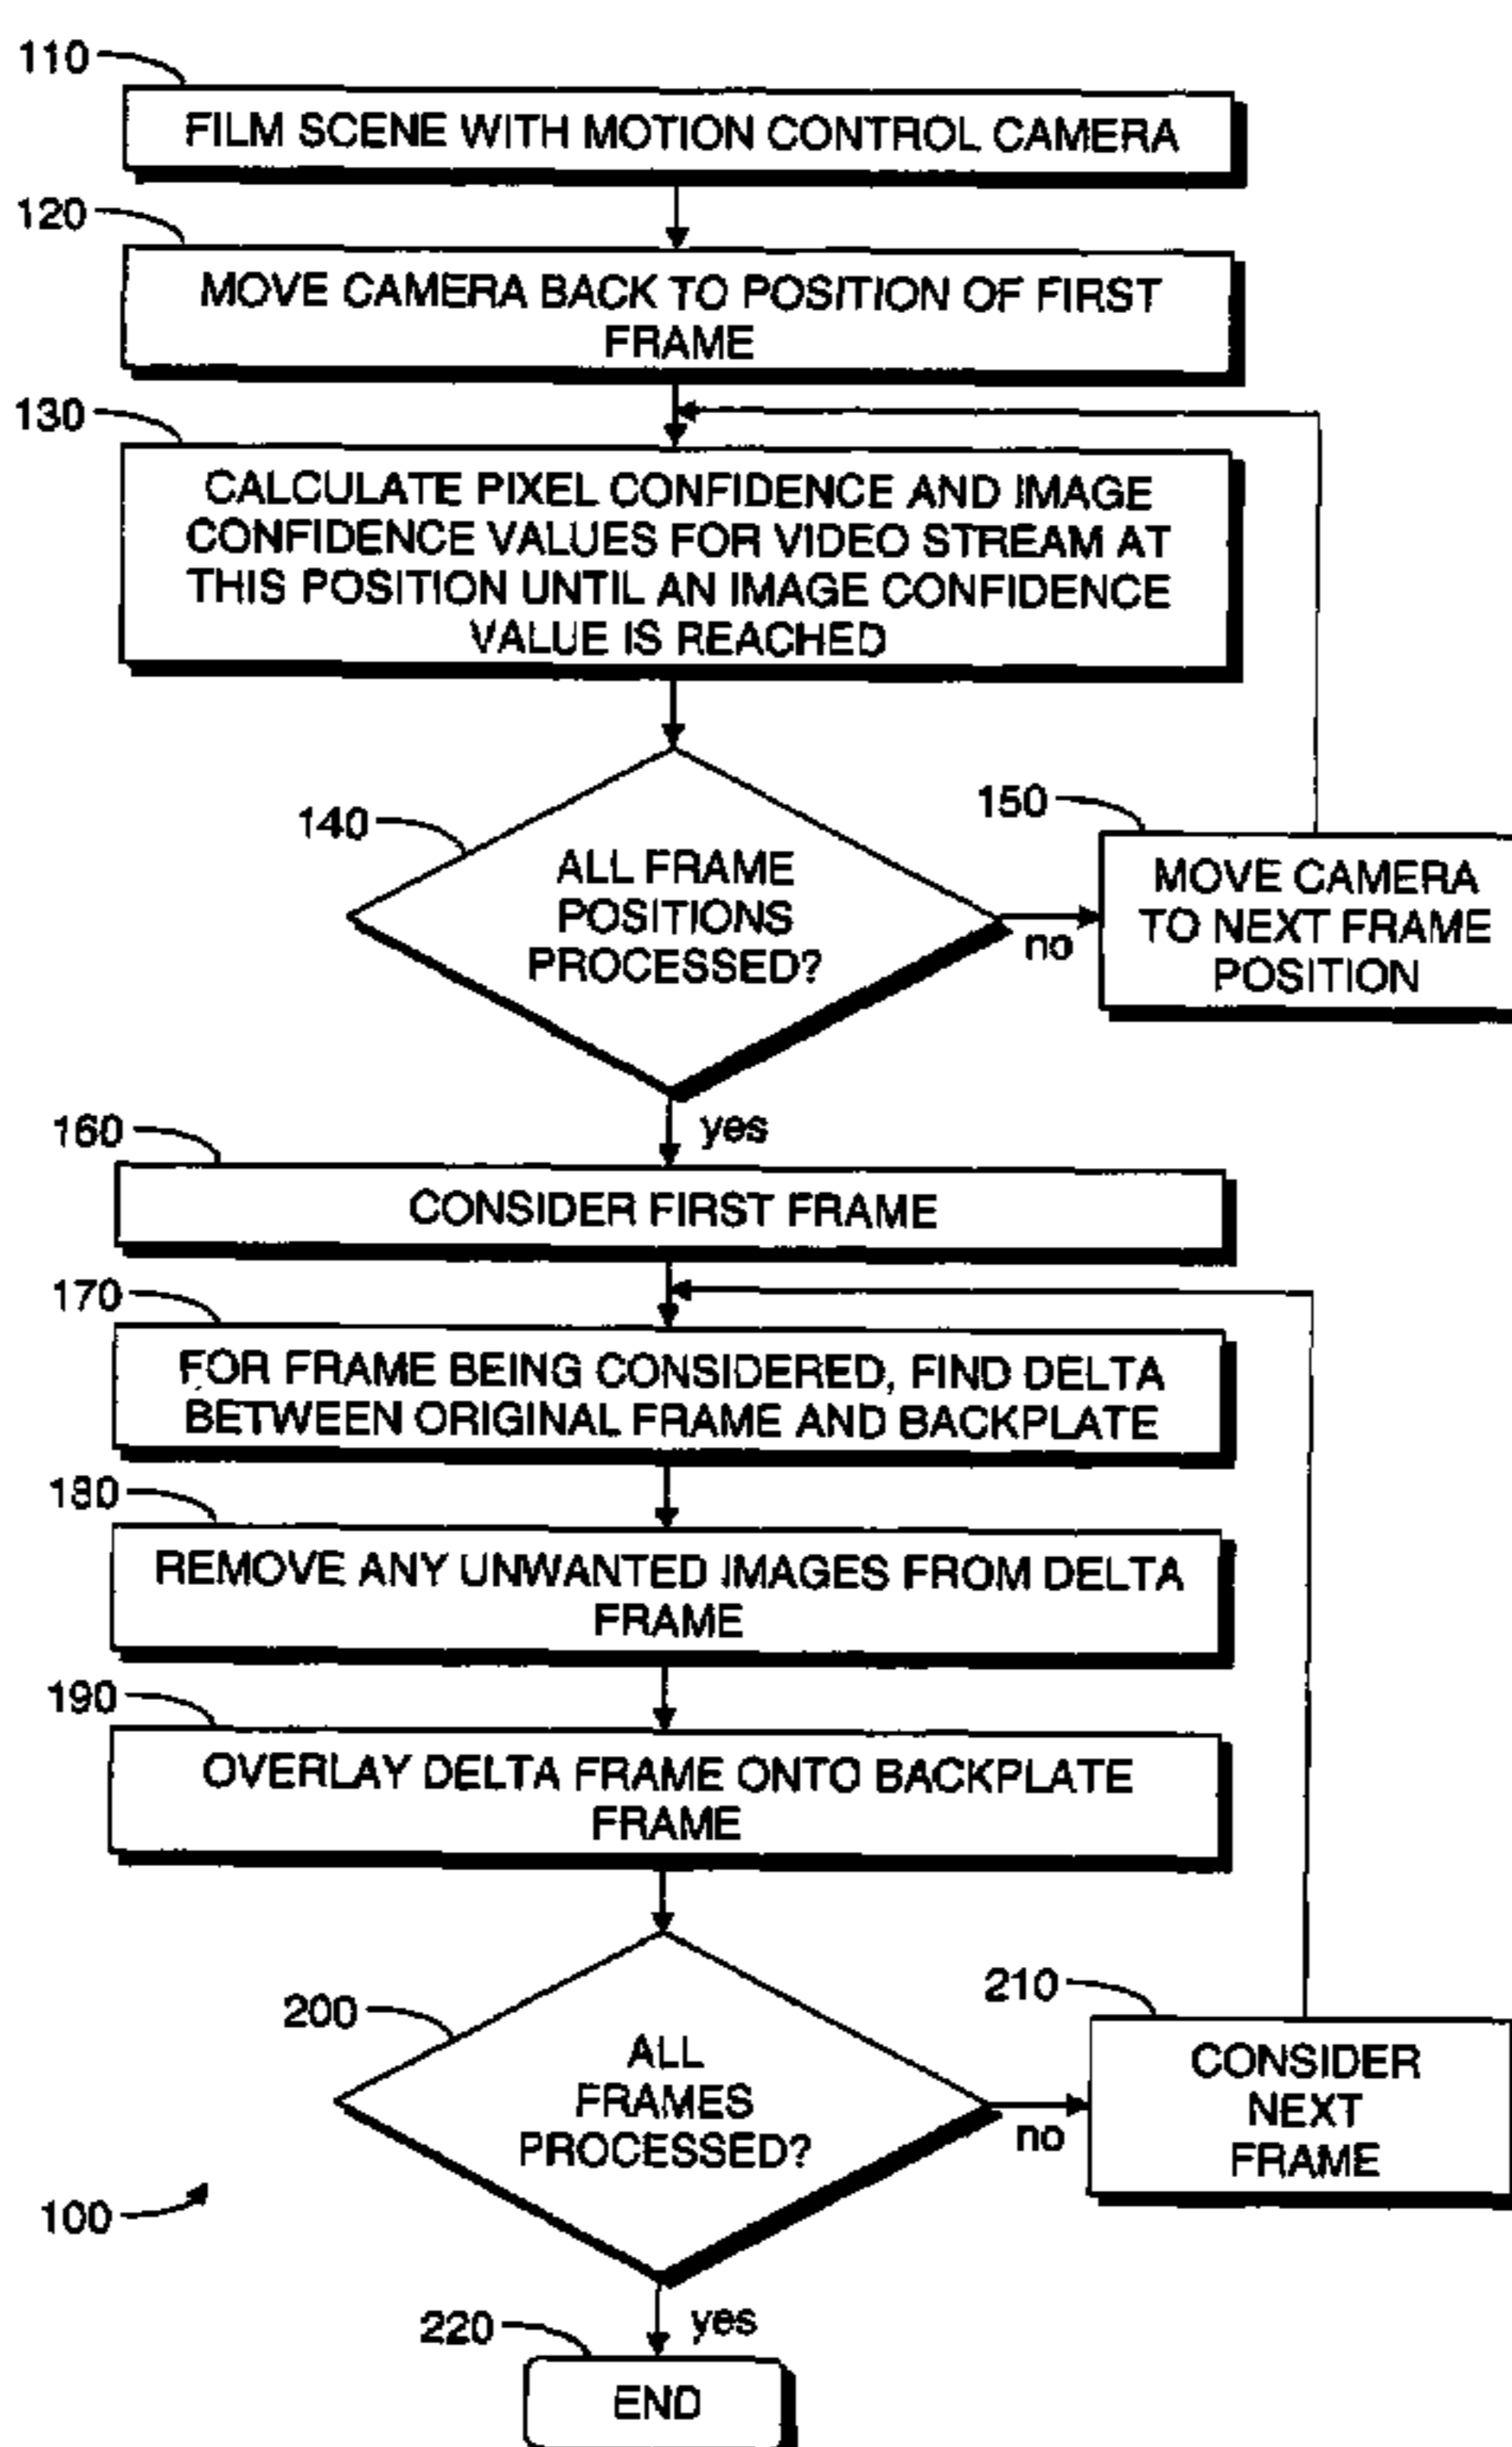 110
FILM SCENE WITH MOTION CONTROL CAMERA
120
MOVE CAMERA BACK TO POSITION OF FIRST
FRAME
130
CALCULATE PIXEL CONFIDENCE AND IMAGE
CONFIDENCE VALUES FOR VIDEO STREAM AT
THIS POSITION UNTIL AN IMAGE CONFIDENCE
VALUE IS REACHED
140
ALL FRAME
POSITIONS
PROCESSED?
no
150
MOVE CAMERA
TO NEXT FRAME
POSITION
yes
160
CONSIDER FIRST FRAME
170
FOR FRAME BEING CONSIDERED, FIND DELTA
BETWEEN ORIGINAL FRAME AND BACKPLATE
180
REMOVE ANY UNWANTED IMAGES FROM DELTA
FRAME
190
OVERLAY DELTA FRAME ONTO BACKPLATE
FRAME
200
ALL
FRAMES
PROCESSED?
no
210
CONSIDER
NEXT
FRAME
100
yes
220
END